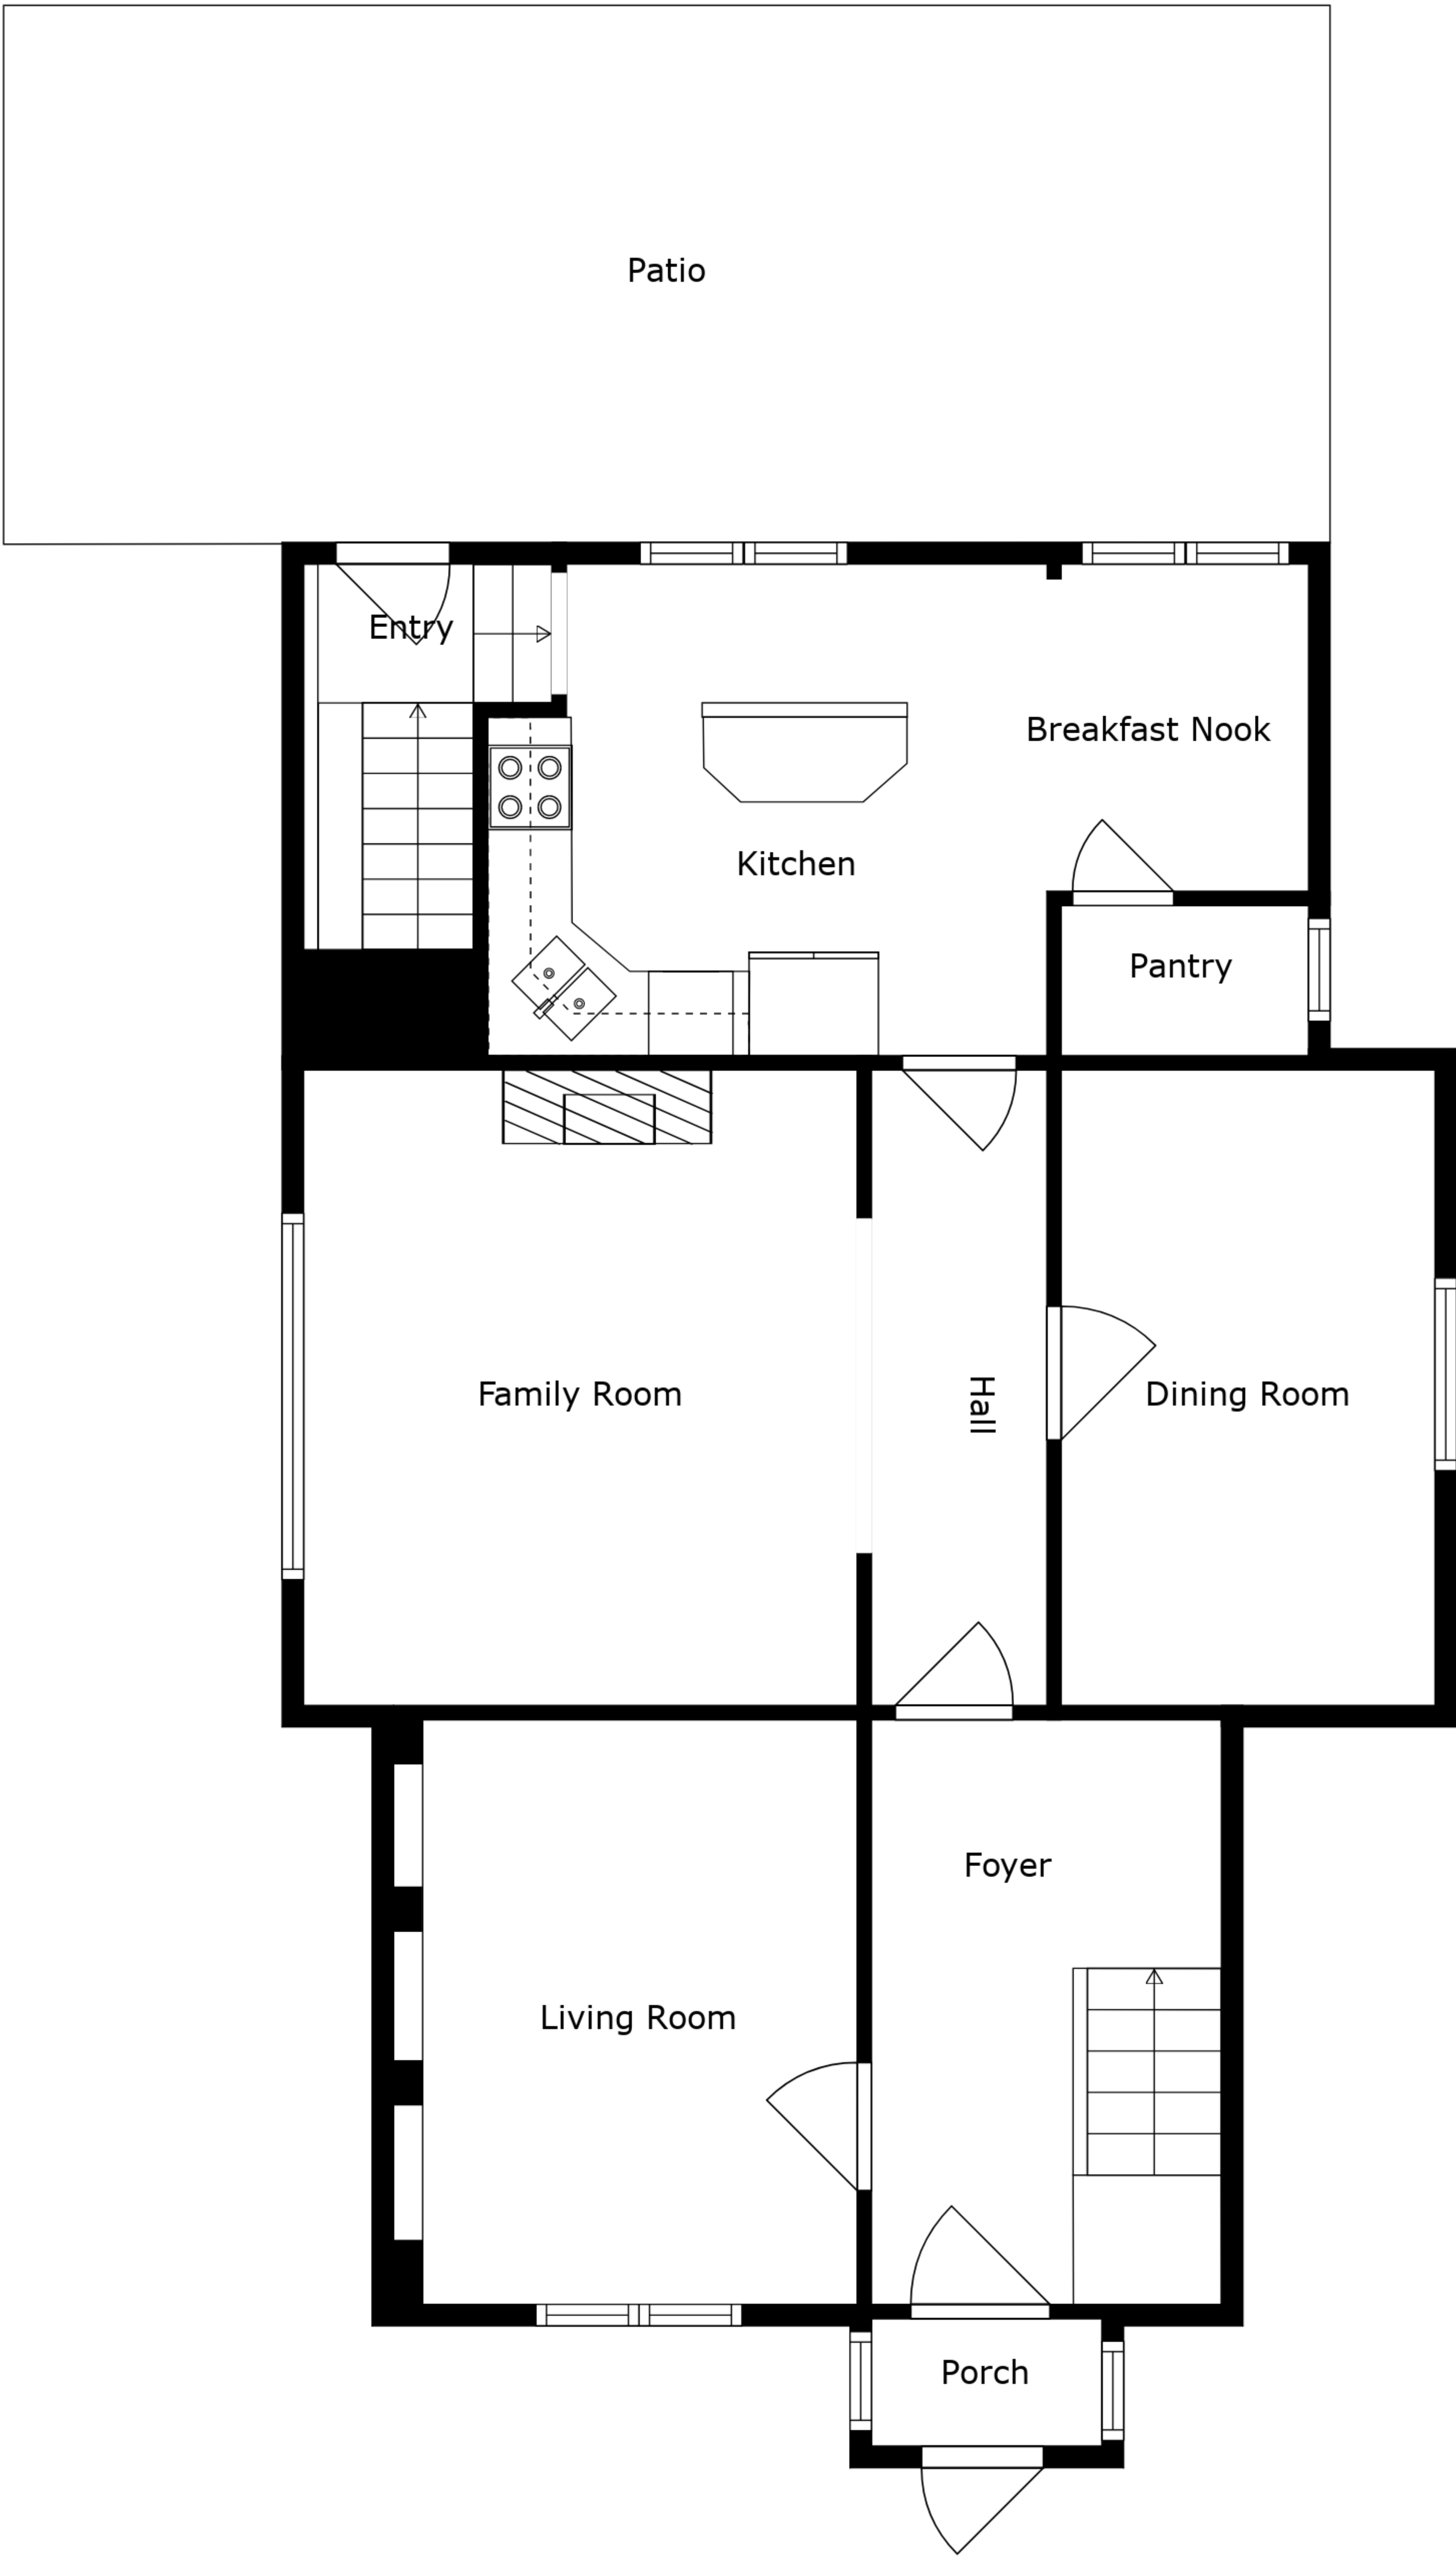 Patio
Entry
Breakfast Nook
Kitchen
Pantry
Family Room
Hall
Dining Room
Foyer
Living Room
Porch